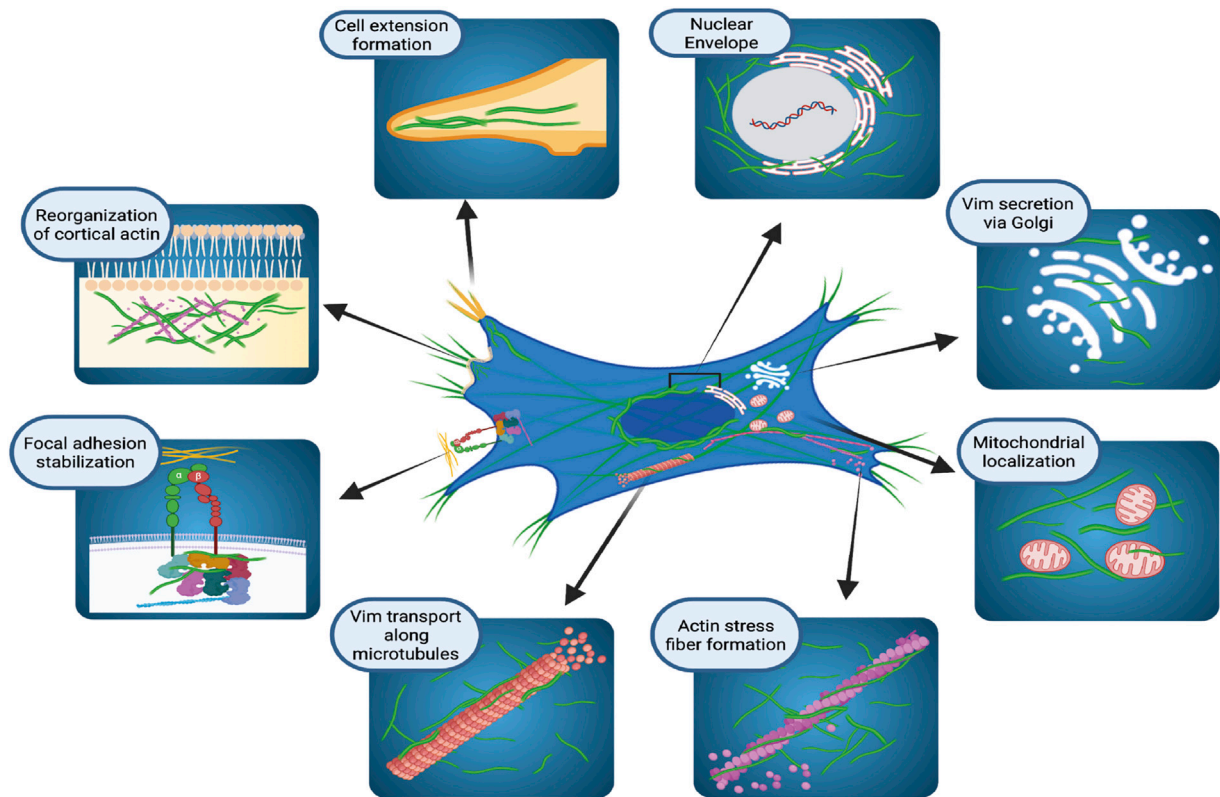 Cell extension
formation
Nuclear
Envelope
Reorganization
of cortical actin
Vim secretion
via Golgi
Focal adhesion
stabilization
α
β
Mitochondrial
localization
Vim transport
along
microtubules
Actin stress
fiber formation